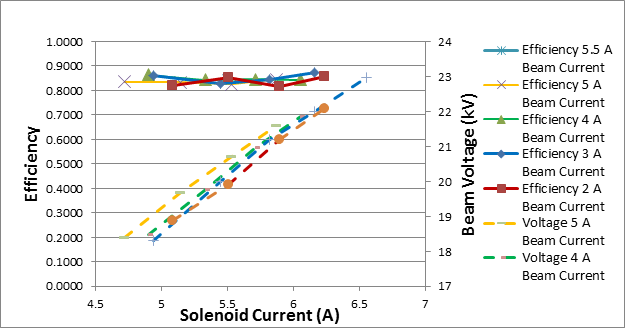 1.0000
0.9000
0.8000
0.7000
0.6000
0.5000
0.4000
0.3000
0.2000
0.1000
0.0000
Efficiency
4.5
5
5.5
6
6.5
7
Solenoid Current (A)
24
23
22
21
20
19
18
17
Beam Voltage (kV)
Efficiency 5.5 A
Beam Current
Efficiency 5 A
Beam Current
Efficiency 4 A
Beam Current
Efficiency 3 A
Beam Current
Efficiency 2 A
Beam Current
Voltage 5 A
Beam Current
Voltage 4 A
Beam Current